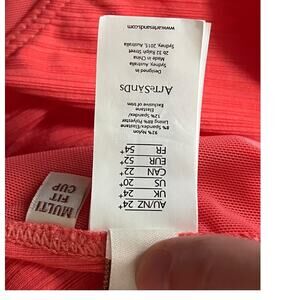 AU/NZ 24+
UK 24+
US 20+
CAN 22+
EUR 52+
FR 54+
92% Nylon
8% Spandex/Elastane
Lining 88% Polyester
12% Spandex/
Elastane
Exclusive of trim
ARTESANDS
Designed in
Sydney, Australia
Made in China
2b 32 Ralph Street
Sydney, 2015, Australia
www.artesands.com
MULTI
FIT
CUP